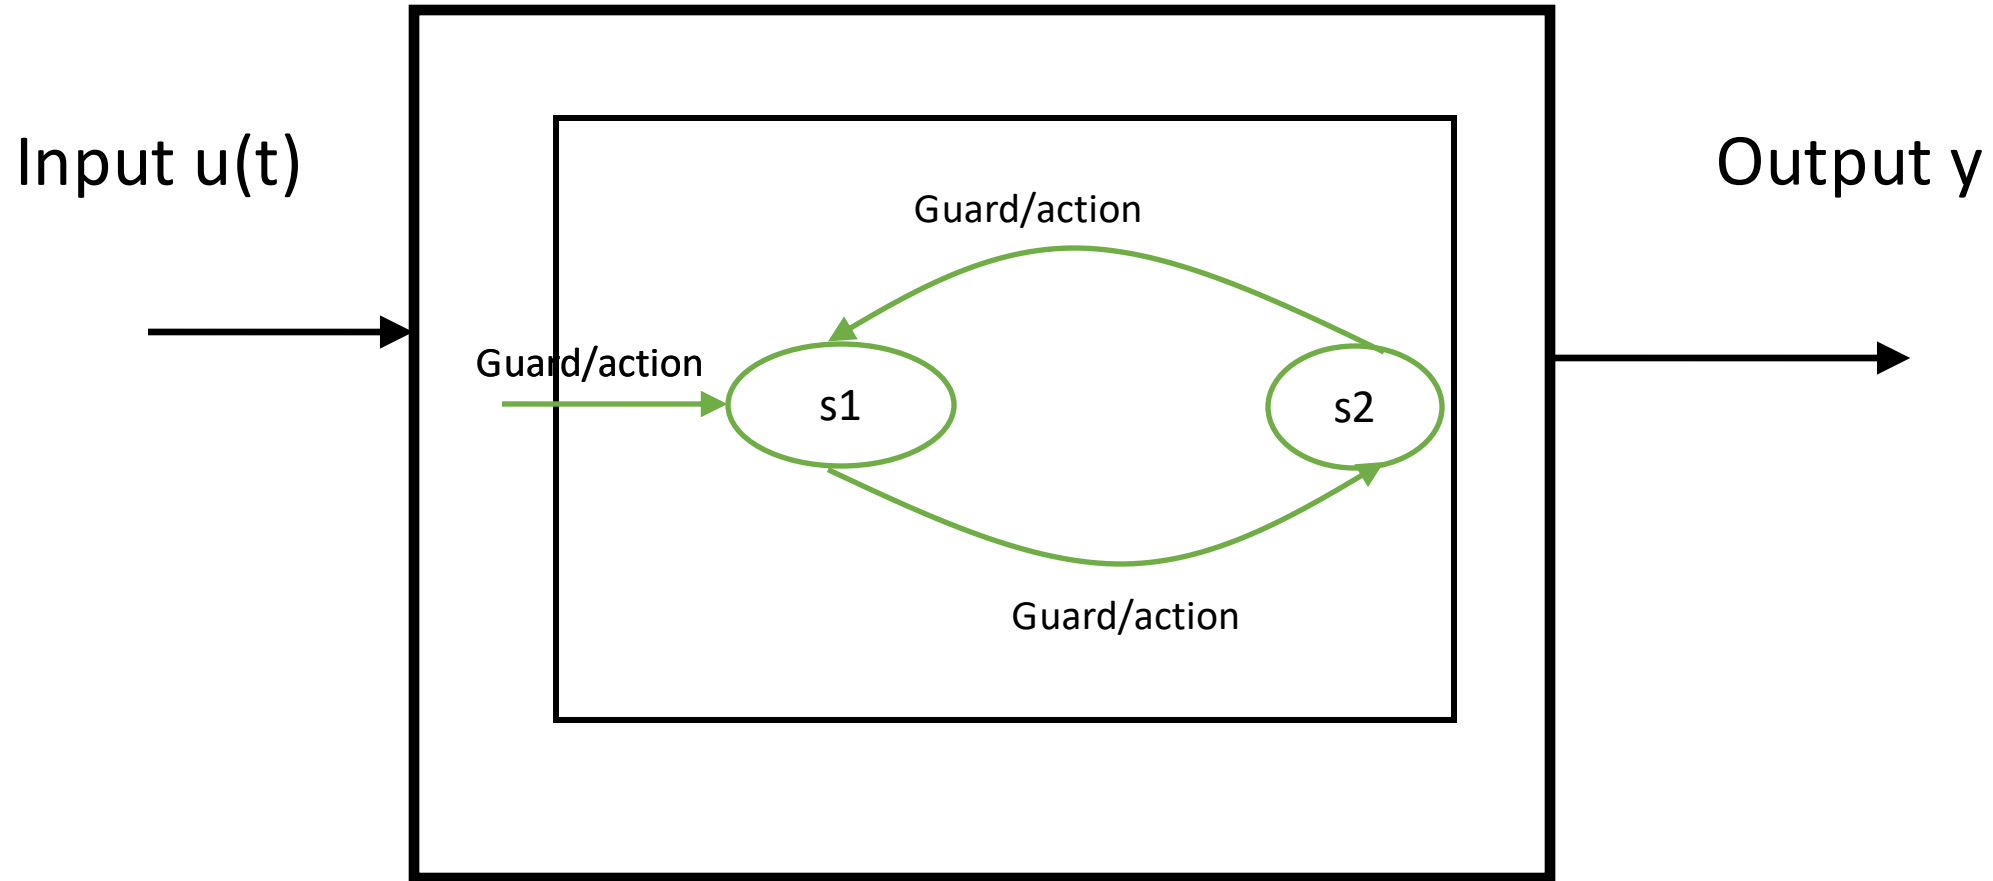 Input u(t)
Output y
Guard/action
Guard/action
s1
s2
Guard/action